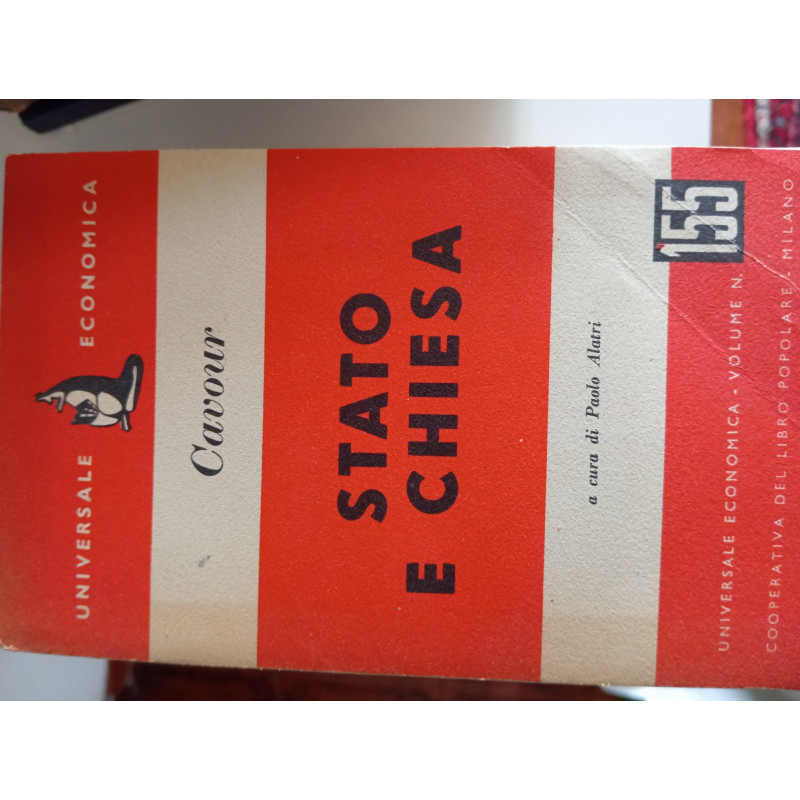 UNIVERSALE ECONOMICA
Cavour
STATO
E CHIESA
a cura di Paolo Alatri
UNIVERSALE ECONOMICA - VOLUME N. 155
COOPERATIVA DEL LIBRO POPOLARE - MILANO